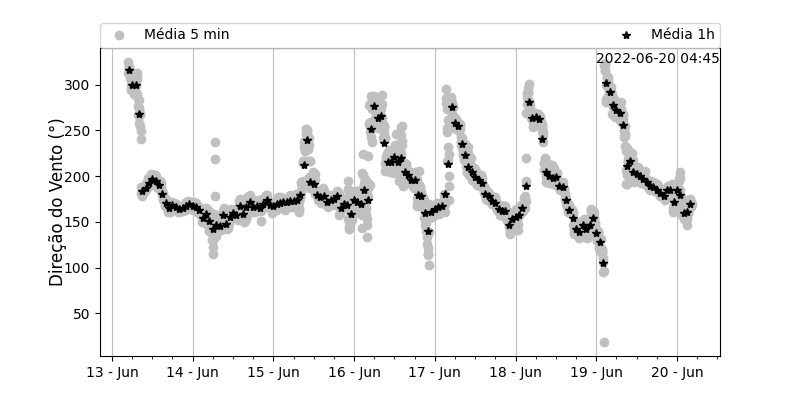 Média 5 min
Média 1h
2022-06-20 04:45
Direção do Vento (°)
300
250
200
150
100
50
13 - Jun
14 - Jun
15 - Jun
16 - Jun
17 - Jun
18 - Jun
19 - Jun
20 - Jun